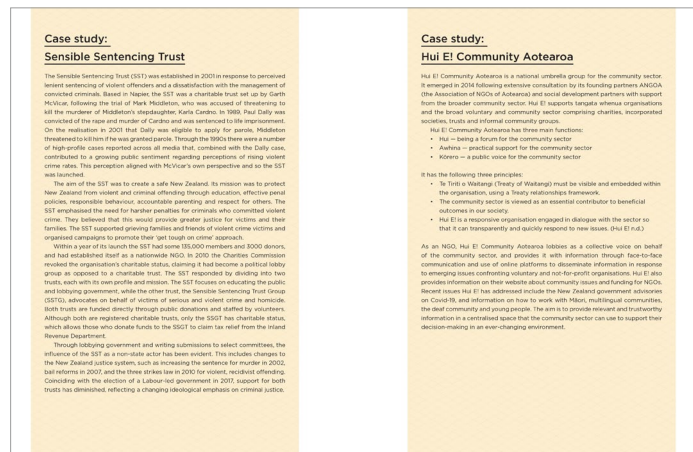 Case study:
Sensible Sentencing Trust
The Sensible Sentencing Trust (SST) was established in 2001 in response to perceived
lenient sentencing of violent offenders and a dissatisfaction with the management of
convicted criminals. Based in Napier, the SST was a charitable trust set up by Garth
McVicar, following the trial of Mark Middleton, who was accused of threatening to
kill the murderer of Middleton's stepdaughter, Karla Cardno. In 1989, Paul Dally was
convicted of the rape and murder of Cardno and was sentenced to life imprisonment.
On the realisation in 2001 that Dally was eligible to apply for parole, Middleton
threatened to kill him if he was granted parole. Through the 1990s there were a number
of high-profile cases reported across all media that, combined with the Dally case,
contributed to a growing public sentiment regarding perceptions of rising violent
crime rates. This perception aligned with McVicar's own perspective and so the SST
was launched.
The aim of the SST was to create a safe New Zealand. Its mission was to protect
New Zealand from violent and criminal offending through education, effective penal
policies, responsible behaviour, accountable parenting and respect for others. The
SST emphasised the need for harsher penalties for criminals who committed violent
crime. They believed that this would provide greater justice for victims and their
families. The SST supported grieving families and friends of violent crime victims and
organised campaigns to promote their 'get tough on crime' approach.
Within a year of its launch the SST had some 135,000 members and 3000 donors,
and had established itself as a nationwide NGO. In 2010 the Charities Commission
revoked the organisation's charitable status, claiming it had become a political lobby
group as opposed to a charitable trust. The SST responded by dividing into two
trusts, each with its own profile and mission. The SST focuses on educating the public
and lobbying government, while the other trust, the Sensible Sentencing Trust Group
(SSTG), advocates on behalf of victims of serious and violent crime and homicide.
Both trusts are funded directly through public donations and staffed by volunteers.
Although both are registered charitable trusts, only the SSGT has charitable status,
which allows those who donate funds to the SSGT to claim tax relief from the Inland
Revenue Department.
Through lobbying government and writing submissions to select committees, the
influence of the SST as a non-state actor has been evident. This includes changes to
the New Zealand justice system, such as increasing the sentence for murder in 2002,
bail reforms in 2007, and the three strikes law in 2010 for violent, recidivist offending.
Coinciding with the election of a Labour-led government in 2017, support for both
trusts has diminished, reflecting a changing ideological emphasis on criminal justice.
Case study:
Hui E! Community Aotearoa
Hui E! Community Aotearoa is a national umbrella group for the community sector.
It emerged in 2014 following extensive consultation by its founding partners ANGOA
(the Association of NGOs of Aotearoa) and social development partners with support
from the broader community sector. Hui E! supports tangata whenua organisations
and the broad voluntary and community sector comprising charities, incorporated
societies, trusts and informal community groups.
Hui E! Community Aotearoa has three main functions:
• Hui — being a forum for the community sector
• Awhina — practical support for the community sector
• Kōrero — a public voice for the community sector
It has the following three principles:
• Te Tiriti o Waitangi (Treaty of Waitangi) must be visible and embedded within
the organisation, using a Treaty relationships framework.
• The community sector is viewed as an essential contributor to beneficial
outcomes in our society.
• Hui E! is a responsive organisation engaged in dialogue with the sector so
that it can transparently and quickly respond to new issues. (Hui E! n.d.)
As an NGO, Hui E! Community Aotearoa lobbies as a collective voice on behalf
of the community sector, and provides it with information through face-to-face
communication and use of online platforms to disseminate information in response
to emerging issues confronting voluntary and not-for-profit organisations. Hui E! also
provides information on their website about community issues and funding for NGOs.
Recent issues Hui E! has addressed include the New Zealand government advisories
on Covid-19, and information on how to work with Māori, multilingual communities,
the deaf community and young people. The aim is to provide relevant and trustworthy
information in a centralised space that the community sector can use to support their
decision-making in an ever-changing environment.